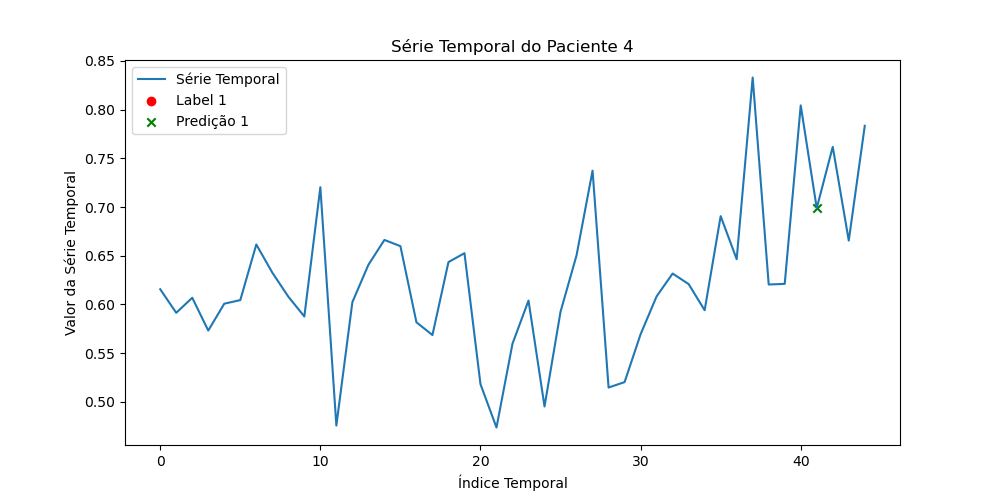 Série Temporal do Paciente 4
Série Temporal
Label 1
Predição 1
Valor da Série Temporal
0.85
0.80
0.75
0.70
0.65
0.60
0.55
0.50
0 10 20 30 40
Índice Temporal